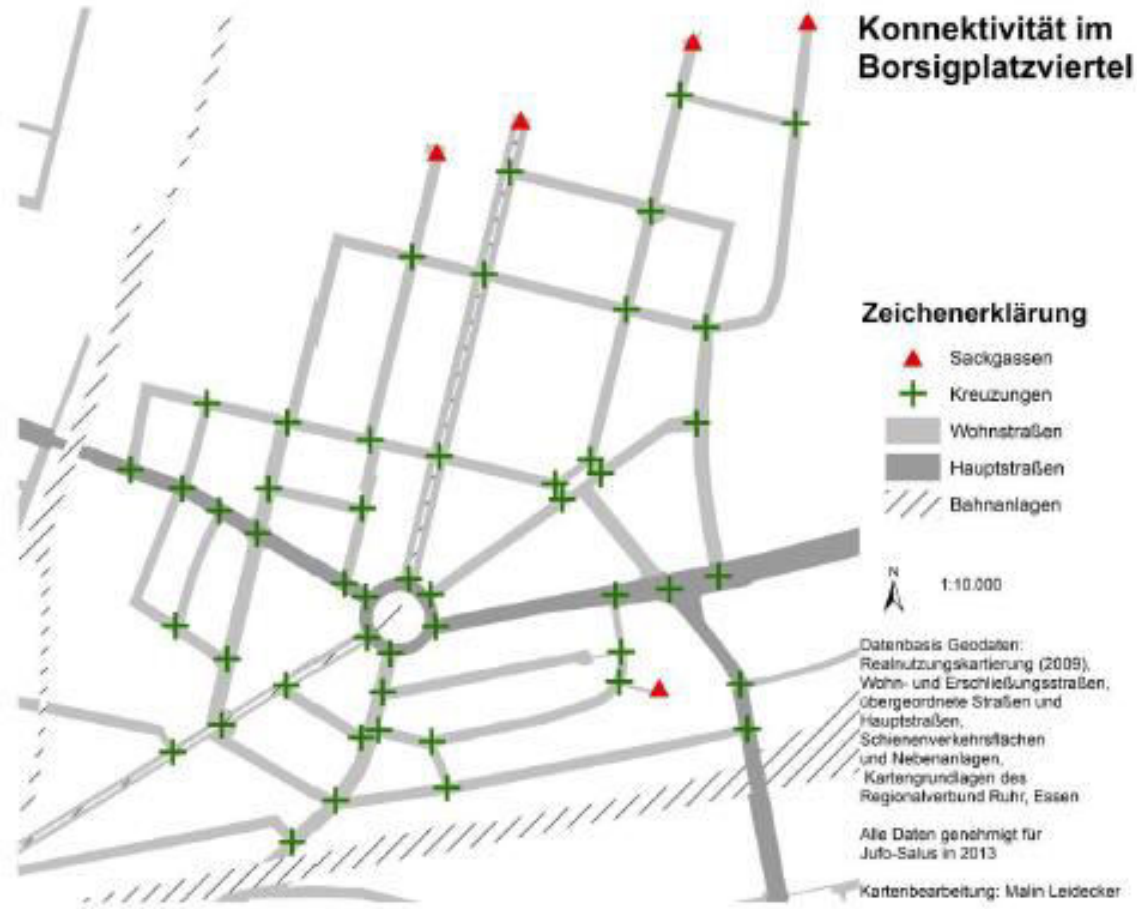 Konnektivität im
Borsigplatzviertel
Zeichenerklärung
Sackgassen
Kreuzungen
Wohnstraßen
Hauptstraßen
Bahnanlagen
N
1:10.000
Datenbasis Geodaten:
Realnutzungskartierung (2009),
Wohn- und Erschließungsstraßen,
übergeordnete Straßen und
Hauptstraßen,
Schienenverkehrsflächen
und Nebenanlagen,
Kartengrundlagen des
Regionalverbund Ruhr, Essen
Alle Daten genehmigt für
Jufo-Salus in 2013
Kartenbearbeitung: Malin Leidecker